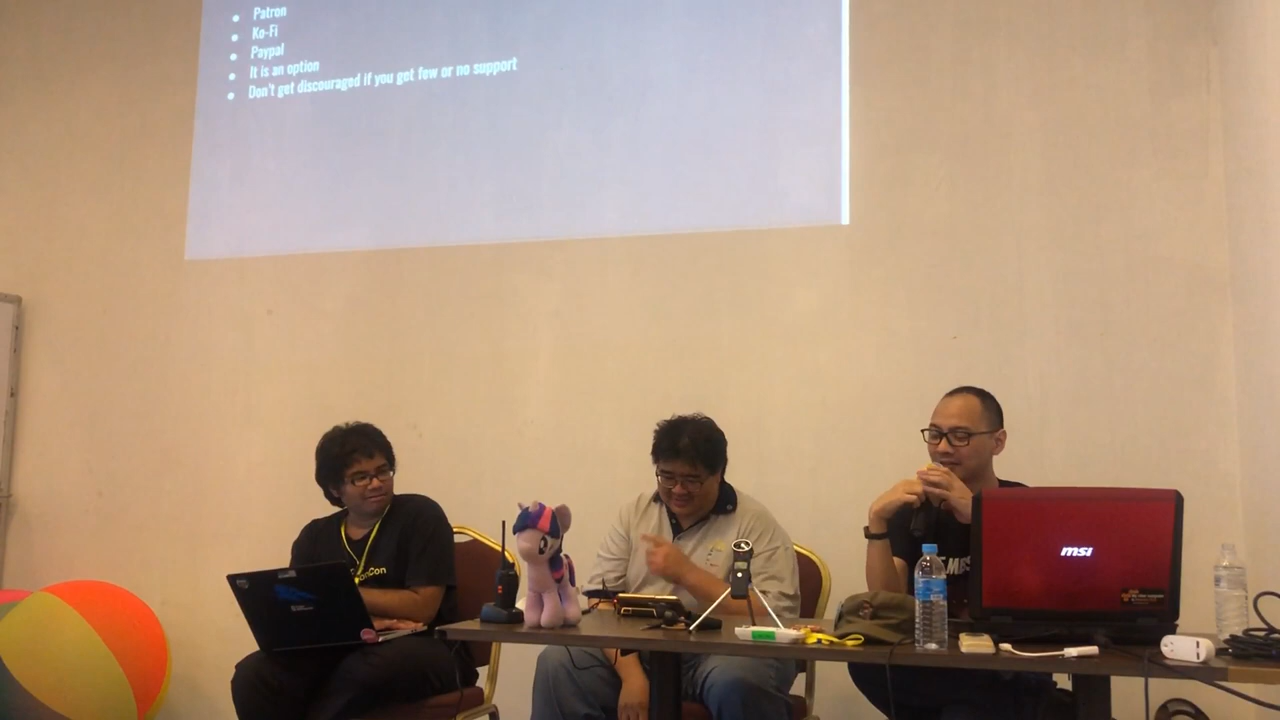 Patron
Ko-Fi
Paypal
It is an option
Don't get discouraged if you get few or no support
onCon
msi